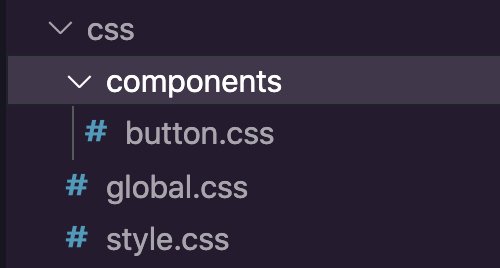 css
components
# button.css
# global.css
# style.css